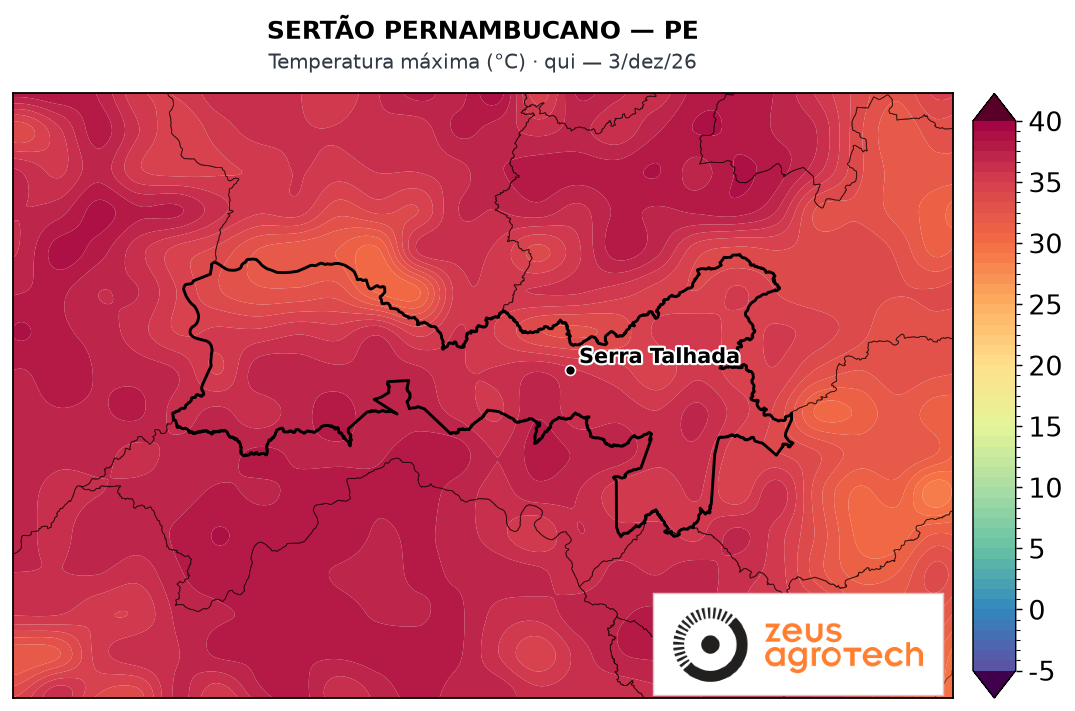 SERTÃO PERNAMBUCANO — PE
Temperatura máxima (°C) · qui — 3/dez/26
40
35
30
25
20
15
10
5
0
-5
Serra Talhada
zeus
agrotech